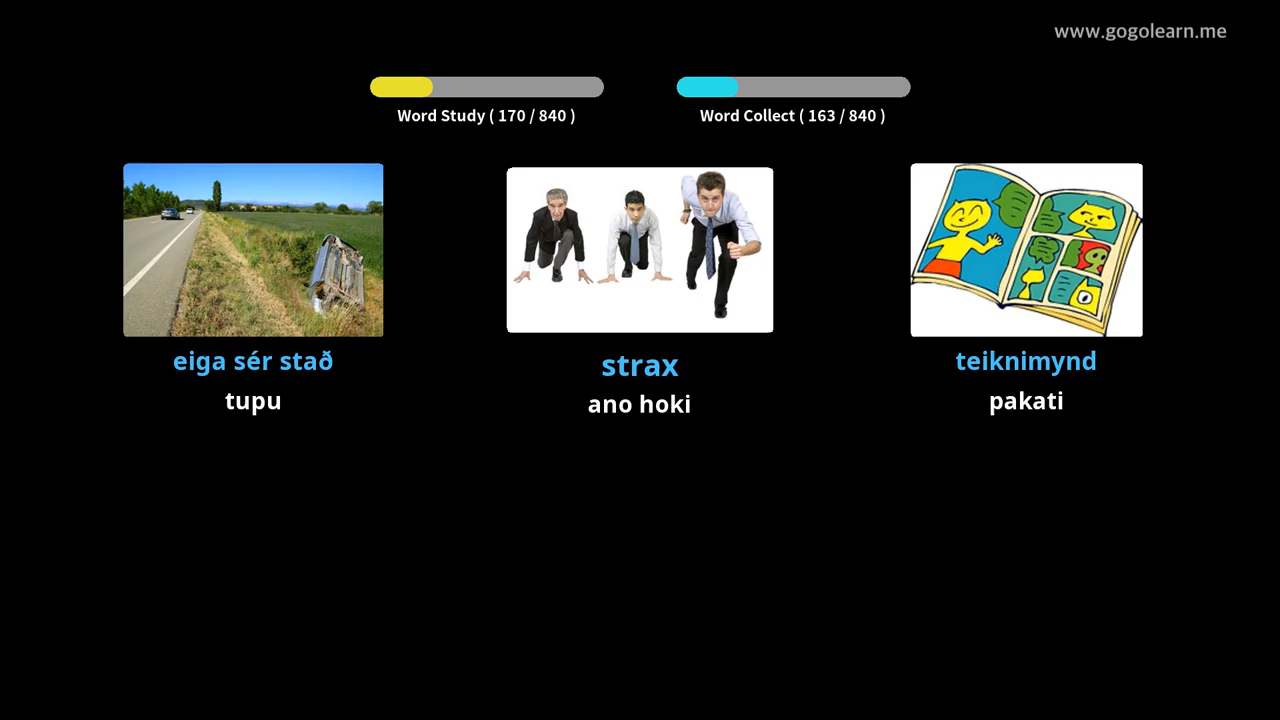 www.gogolearn.me
Word Study ( 170 / 840 )
Word Collect ( 163 / 840 )
eiga sér stað
tupu
strax
ano hoki
teiknimynd
pakati